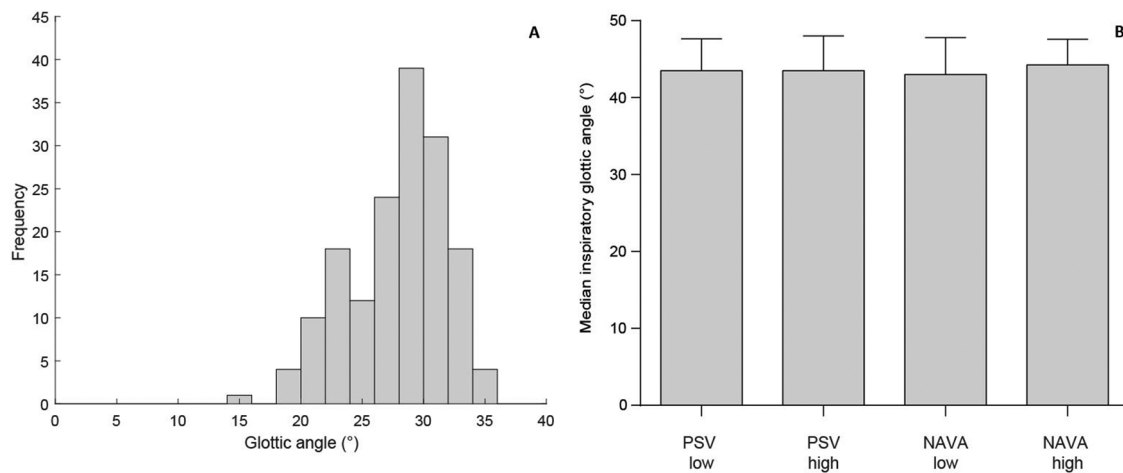 A
45
40
35
30
25
20
15
10
5
0
Frequency
0 5 10 15 20 25 30 35 40
Glottic angle (°)
B
50
40
30
20
10
0
Median inspiratory glottic angle (°)
PSV low
PSV high
NAVA low
NAVA high